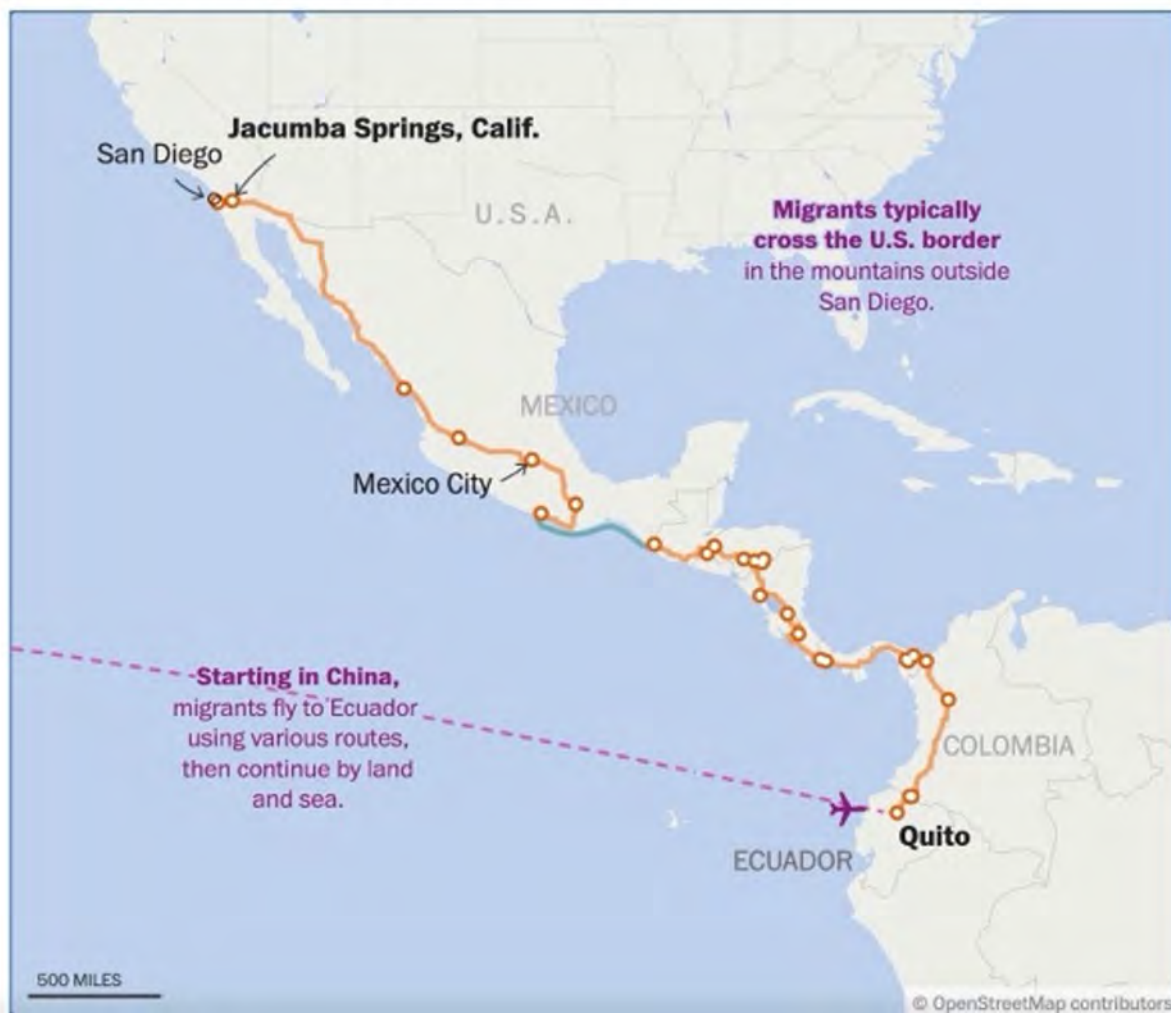 Jacumba Springs, Calif.
San Diego
U.S.A.
Migrants typically
cross the U.S. border
in the mountains outside
San Diego.
MEXICO
Mexico City
Starting in China,
migrants fly to Ecuador
using various routes,
then continue by land
and sea.
COLOMBIA
Quito
ECUADOR
500 MILES
© OpenStreetMap contributors